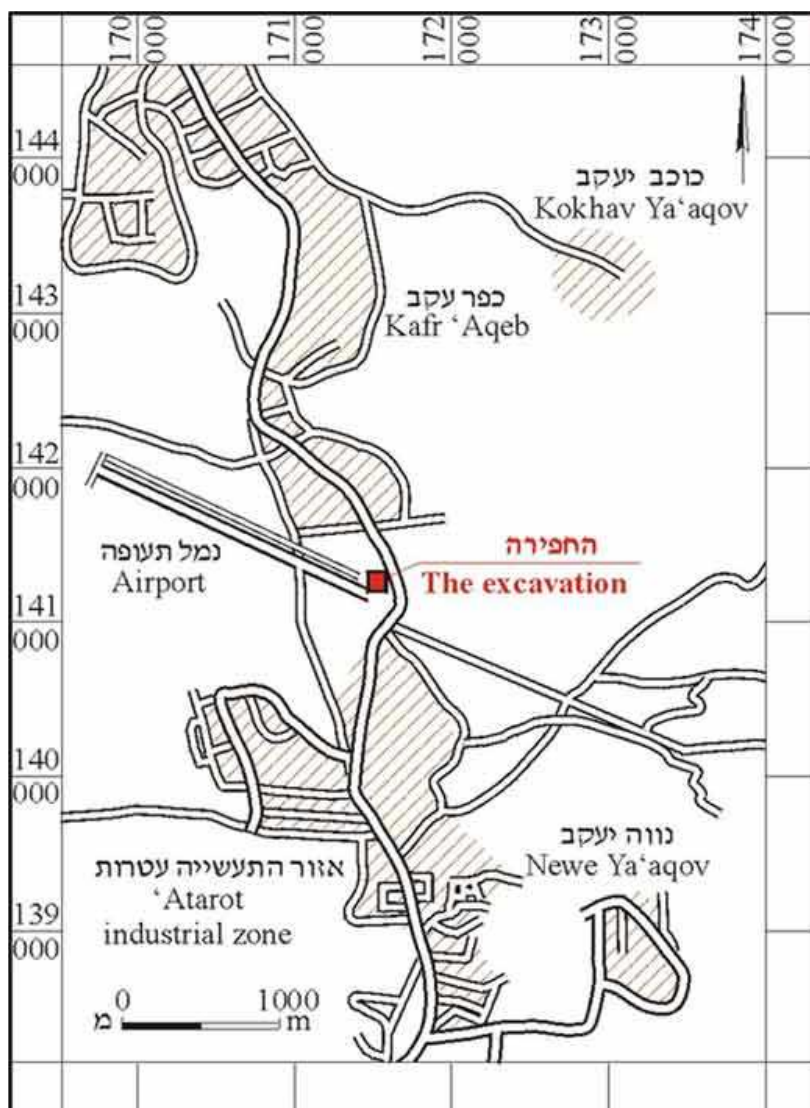 170
000
171
000
172
000
173
000
174
000
144
000
כוכב יעקב
Kokhav Ya‘aqov
143
000
כפר עקב
Kafr ‘Aqeb
142
000
נמל תעופה
Airport
החפירה
The excavation
141
000
140
000
אזור התעשייה עטרות
‘Atarot
industrial zone
נווה יעקב
Newe Ya‘aqov
139
000
0 1000
מ m